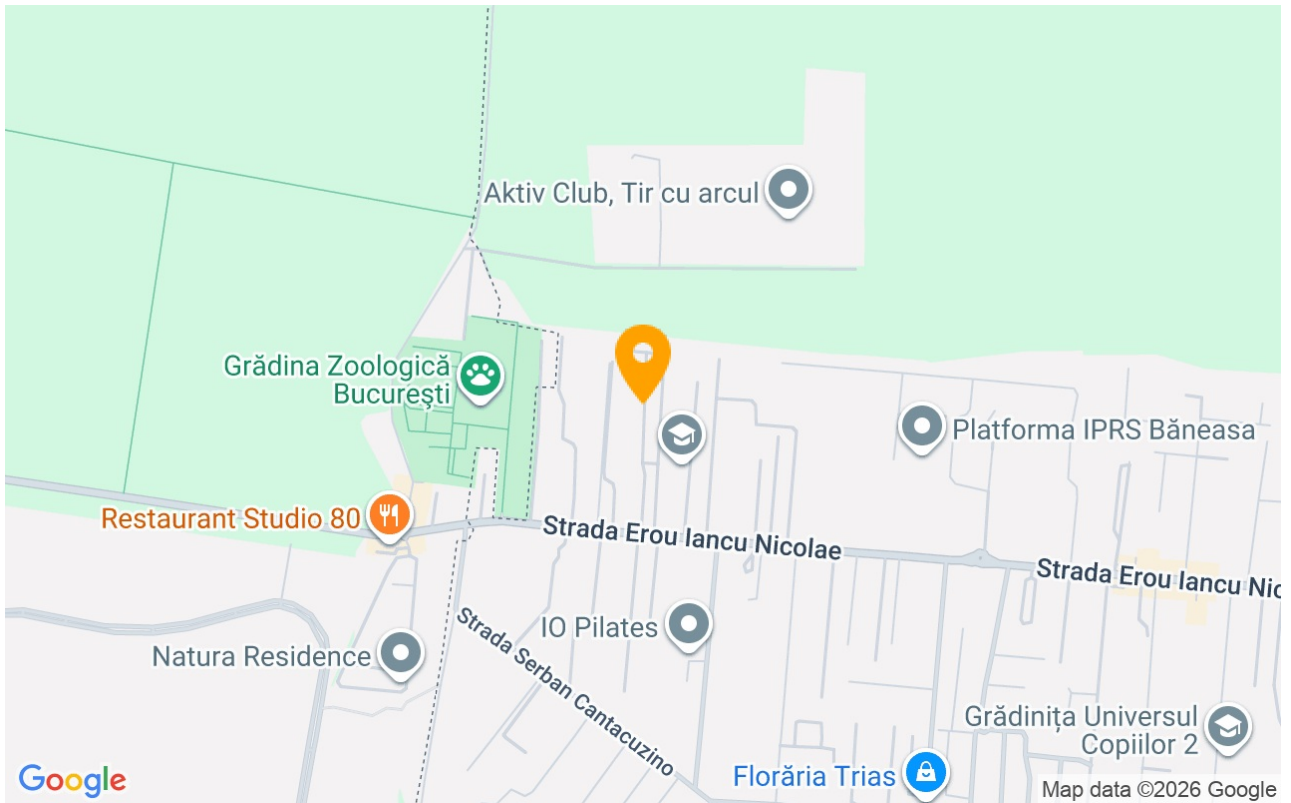 Aktiv Club, Tir cu arcul
Grădina Zoologică
București
Platforma IPRS Băneasa
Restaurant Studio 80
Strada Erou Iancu Nicolae
Strada Erou Iancu Nic
IO Pilates
Strada Serban Cantacuzino
Natura Residence
Grădinița Universul
Copiilor 2
Florăria Trias
Google
Map data ©2026 Google